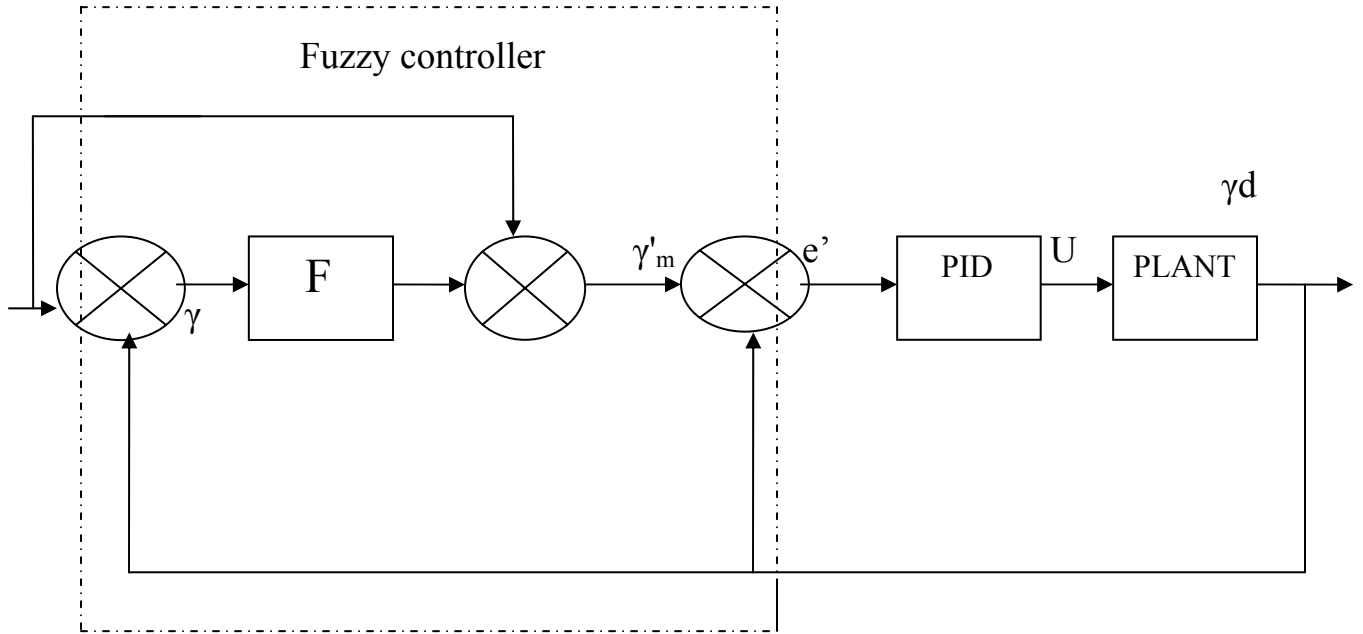 Fuzzy controller
γd
γ
F
γ'm
e’
PID
U
PLANT